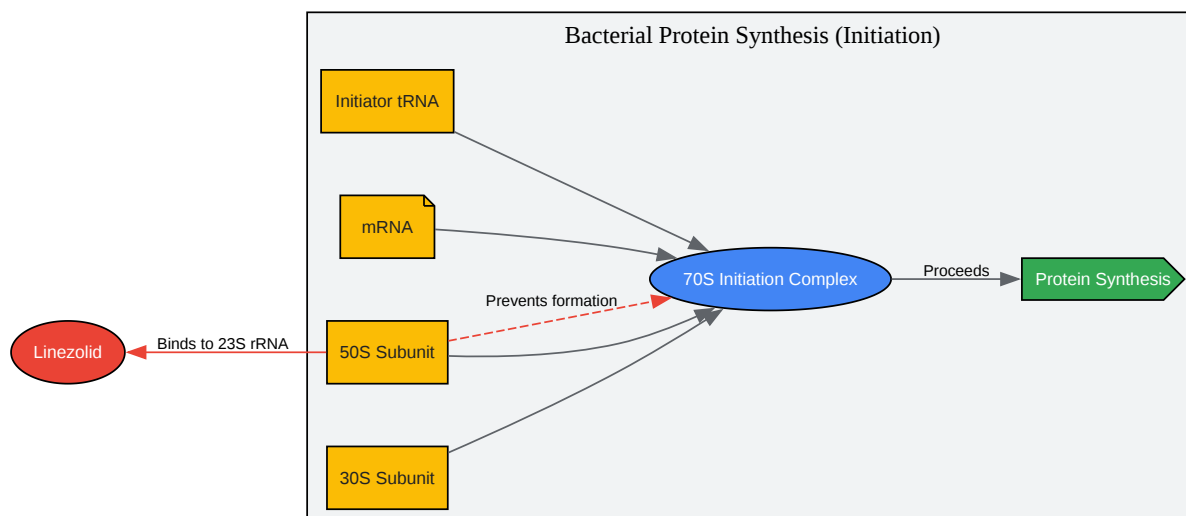 Bacterial Protein Synthesis (Initiation)
Initiator tRNA
mRNA
70S Initiation Complex
Proceeds
Protein Synthesis
Prevents formation
Linezolid
Binds to 23S rRNA
50S Subunit
30S Subunit